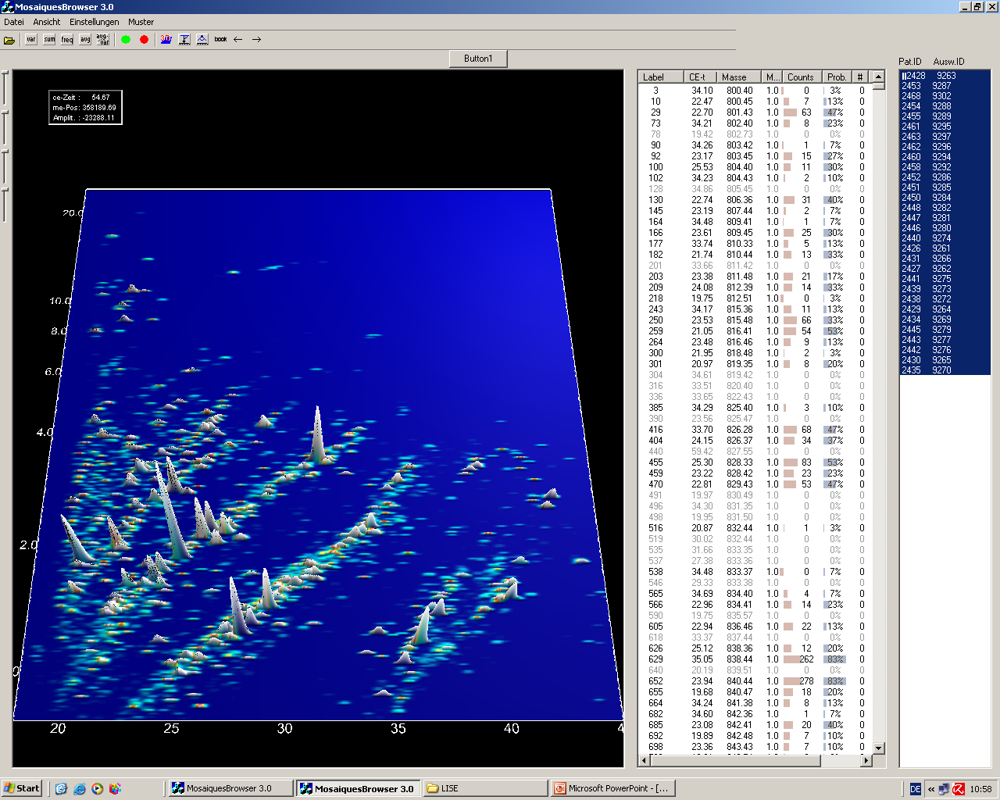 MosaiquesBrowser 3.0
Datei Ansicht Einstellungen Muster
var sum freq avg avg-var 3D book
Button1
Pat.ID Ausw.ID
ce-Zeit : 54.67
me-Pos : 358189.69
Amplit. : -23288.11
20.0
10.0
8.0
6.0
4.0
2.0
0
20 25 30 35 40 4
Label CE-t Masse M... Counts Prob. #
3 34.10 800.40 1.0 0 3% 0
10 22.47 800.45 1.0 7 13% 0
29 22.70 801.43 1.0 63 47% 0
73 34.21 802.40 1.0 8 23% 0
78 19.42 802.73 1.0 0 0% 0
90 34.26 803.42 1.0 1 7% 0
92 23.17 803.45 1.0 15 27% 0
100 25.53 804.40 1.0 11 30% 0
102 34.23 804.43 1.0 2 10% 0
128 34.86 805.45 1.0 0 0% 0
130 22.74 806.36 1.0 31 40% 0
145 23.19 807.44 1.0 2 7% 0
164 34.48 809.41 1.0 1 7% 0
166 23.61 809.45 1.0 25 30% 0
177 33.74 810.33 1.0 5 13% 0
182 21.74 810.44 1.0 13 33% 0
201 33.66 811.42 1.0 0 0% 0
203 23.38 811.48 1.0 21 17% 0
209 24.08 812.39 1.0 14 33% 0
218 19.75 812.51 1.0 0 3% 0
243 34.17 815.36 1.0 11 13% 0
250 23.53 815.48 1.0 66 33% 0
259 21.05 816.41 1.0 54 53% 0
264 23.48 816.46 1.0 9 13% 0
300 21.95 818.48 1.0 2 3% 0
301 20.97 819.35 1.0 8 20% 0
304 34.61 819.42 1.0 0 0% 0
316 33.51 820.40 1.0 0 0% 0
336 33.65 822.43 1.0 0 0% 0
385 34.29 825.40 1.0 3 10% 0
390 23.56 825.47 1.0 0 0% 0
416 33.70 826.28 1.0 68 47% 0
404 24.15 826.37 1.0 34 37% 0
440 59.42 827.55 1.0 0 0% 0
455 25.30 828.33 1.0 83 53% 0
459 23.22 828.42 1.0 23 23% 0
470 22.81 829.43 1.0 53 47% 0
491 19.97 830.49 1.0 0 0% 0
496 34.30 831.35 1.0 0 0% 0
498 19.95 831.50 1.0 0 0% 0
516 20.87 832.44 1.0 1 3% 0
519 30.02 832.44 1.0 0 0% 0
535 31.66 833.35 1.0 0 0% 0
537 27.38 833.36 1.0 0 0% 0
538 34.48 833.37 1.0 0 7% 0
546 29.33 833.38 1.0 0 0% 0
565 34.69 834.40 1.0 4 7% 0
566 22.96 834.41 1.0 14 23% 0
590 19.75 835.57 1.0 0 0% 0
605 22.94 836.46 1.0 22 13% 0
618 33.37 837.44 1.0 0 0% 0
626 25.12 838.36 1.0 12 20% 0
629 35.05 838.44 1.0 262 83% 0
640 20.19 839.51 1.0 0 0% 0
652 23.94 840.44 1.0 278 83% 0
655 19.68 840.47 1.0 18 20% 0
664 34.24 841.38 1.0 8 13% 0
682 34.60 842.36 1.0 1 7% 0
685 23.08 842.41 1.0 20 40% 0
692 19.89 842.48 1.0 7 10% 0
698 23.36 843.43 1.0 7 10% 0
2428 9263
2453 9287
2468 9302
2454 9288
2455 9289
2461 9295
2463 9297
2462 9296
2460 9294
2458 9292
2452 9286
2451 9285
2450 9284
2448 9282
2447 9281
2446 9280
2440 9274
2426 9261
2431 9266
2427 9262
2441 9275
2439 9273
2438 9272
2429 9264
2434 9269
2445 9279
2443 9277
2442 9276
2430 9265
2435 9270
Start MosaiquesBrowser 3.0 MosaiquesBrowser 3.0 LISE Microsoft PowerPoint - [... DE « 10:58